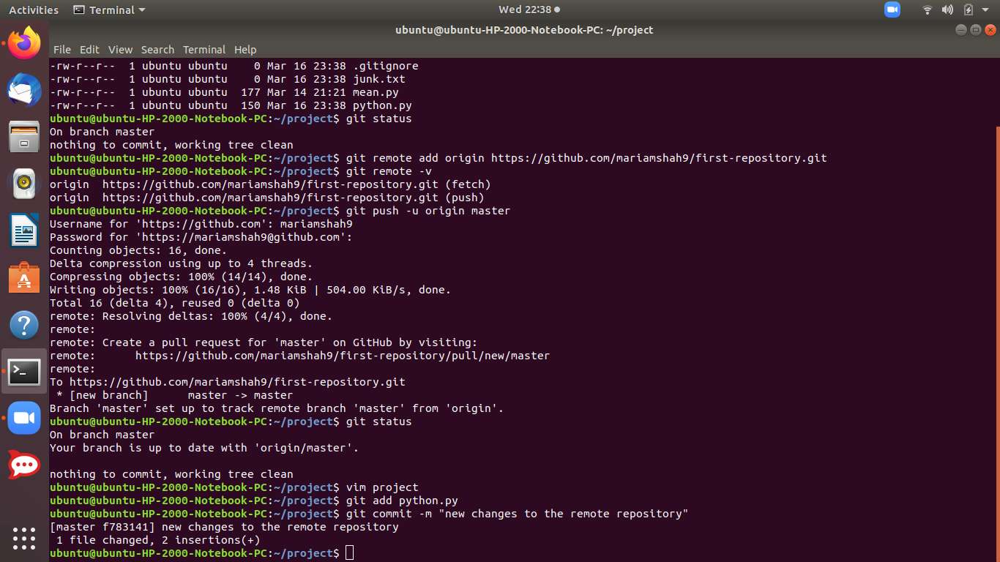 Activities Terminal Wed 22:38
ubuntu@ubuntu-HP-2000-Notebook-PC: ~/project
File Edit View Search Terminal Help
-rw-r--r--  1 ubuntu ubuntu    0 Mar 16 23:38 .gitignore
-rw-r--r--  1 ubuntu ubuntu    0 Mar 16 23:38 junk.txt
-rw-r--r--  1 ubuntu ubuntu  177 Mar 14 21:21 mean.py
-rw-r--r--  1 ubuntu ubuntu  150 Mar 16 23:38 python.py
ubuntu@ubuntu-HP-2000-Notebook-PC:~/project$ git status
On branch master
nothing to commit, working tree clean
ubuntu@ubuntu-HP-2000-Notebook-PC:~/project$ git remote add origin https://github.com/mariamshah9/first-repository.git
ubuntu@ubuntu-HP-2000-Notebook-PC:~/project$ git remote -v
origin  https://github.com/mariamshah9/first-repository.git (fetch)
origin  https://github.com/mariamshah9/first-repository.git (push)
ubuntu@ubuntu-HP-2000-Notebook-PC:~/project$ git push -u origin master
Username for 'https://github.com': mariamshah9
Password for 'https://mariamshah9@github.com':
Counting objects: 16, done.
Delta compression using up to 4 threads.
Compressing objects: 100% (14/14), done.
Writing objects: 100% (16/16), 1.48 KiB | 504.00 KiB/s, done.
Total 16 (delta 4), reused 0 (delta 0)
remote: Resolving deltas: 100% (4/4), done.
remote:
remote: Create a pull request for 'master' on GitHub by visiting:
remote:      https://github.com/mariamshah9/first-repository/pull/new/master
remote:
To https://github.com/mariamshah9/first-repository.git
 * [new branch]      master -> master
Branch 'master' set up to track remote branch 'master' from 'origin'.
ubuntu@ubuntu-HP-2000-Notebook-PC:~/project$ git status
On branch master
Your branch is up to date with 'origin/master'.

nothing to commit, working tree clean
ubuntu@ubuntu-HP-2000-Notebook-PC:~/project$ vim project
ubuntu@ubuntu-HP-2000-Notebook-PC:~/project$ git add python.py
ubuntu@ubuntu-HP-2000-Notebook-PC:~/project$ git commit -m "new changes to the remote repository"
[master f783141] new changes to the remote repository
 1 file changed, 2 insertions(+)
ubuntu@ubuntu-HP-2000-Notebook-PC:~/project$